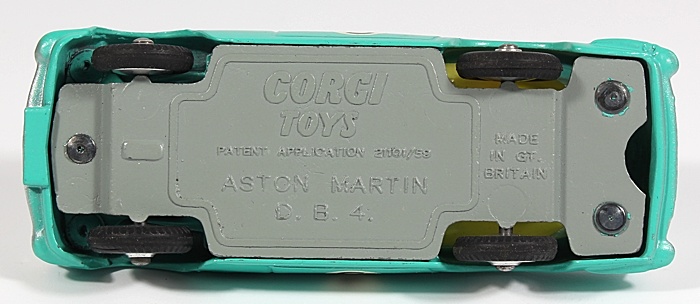 CORGI
TOYS
PATENT APPLICATION 21101/59
ASTON MARTIN
D. B. 4.
MADE
IN GT.
BRITAIN